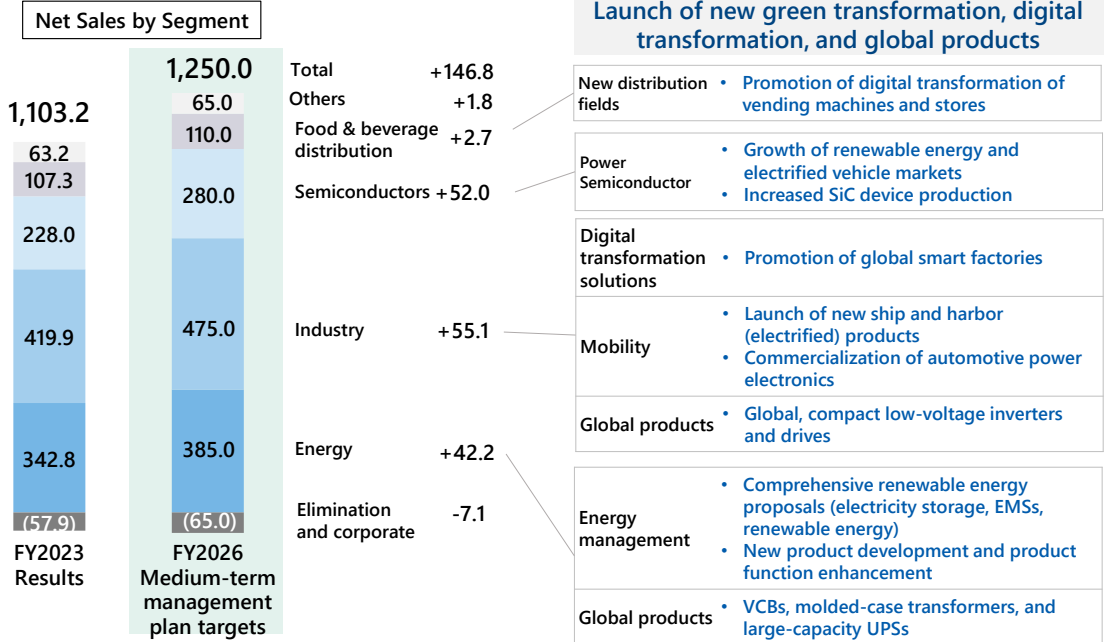 Net Sales by Segment
1,103.2
63.2
107.3
228.0
419.9
342.8
(57.9)
FY2023
Results
1,250.0
65.0
110.0
280.0
475.0
385.0
(65.0)
FY2026
Medium-term
management
plan targets
Total +146.8
Others +1.8
Food & beverage
distribution +2.7
Semiconductors +52.0
Industry +55.1
Energy +42.2
Elimination
and corporate -7.1
Launch of new green transformation, digital
transformation, and global products
New distribution
fields
• Promotion of digital transformation of
vending machines and stores
Power
Semiconductor
• Growth of renewable energy and
electrified vehicle markets
• Increased SiC device production
Digital
transformation
solutions
• Promotion of global smart factories
Mobility
• Launch of new ship and harbor
(electrified) products
• Commercialization of automotive power
electronics
Global products
• Global, compact low-voltage inverters
and drives
Energy
management
• Comprehensive renewable energy
proposals (electricity storage, EMSs,
renewable energy)
• New product development and product
function enhancement
Global products
• VCBs, molded-case transformers, and
large-capacity UPSs